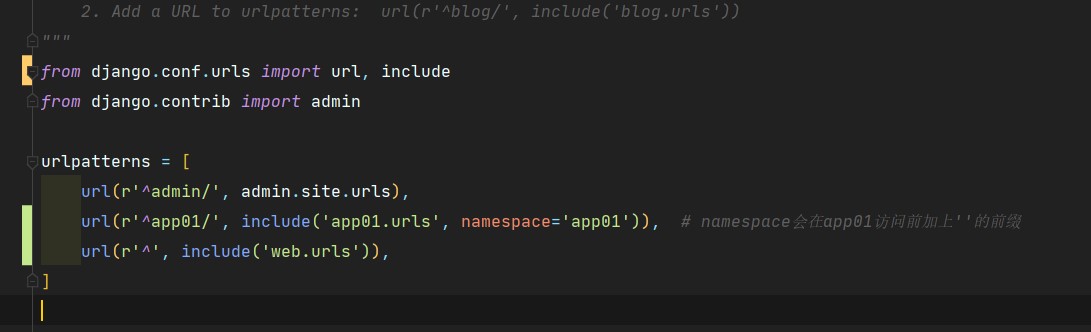 2. Add a URL to urlpatterns:  url(r'^blog/', include('blog.urls'))
"""
from django.conf.urls import url, include
from django.contrib import admin
urlpatterns = [
    url(r'^admin/', admin.site.urls),
    url(r'^app01/', include('app01.urls', namespace='app01')),  # namespace会在app01访问前加上''的前缀
    url(r'^', include('web.urls')),
]